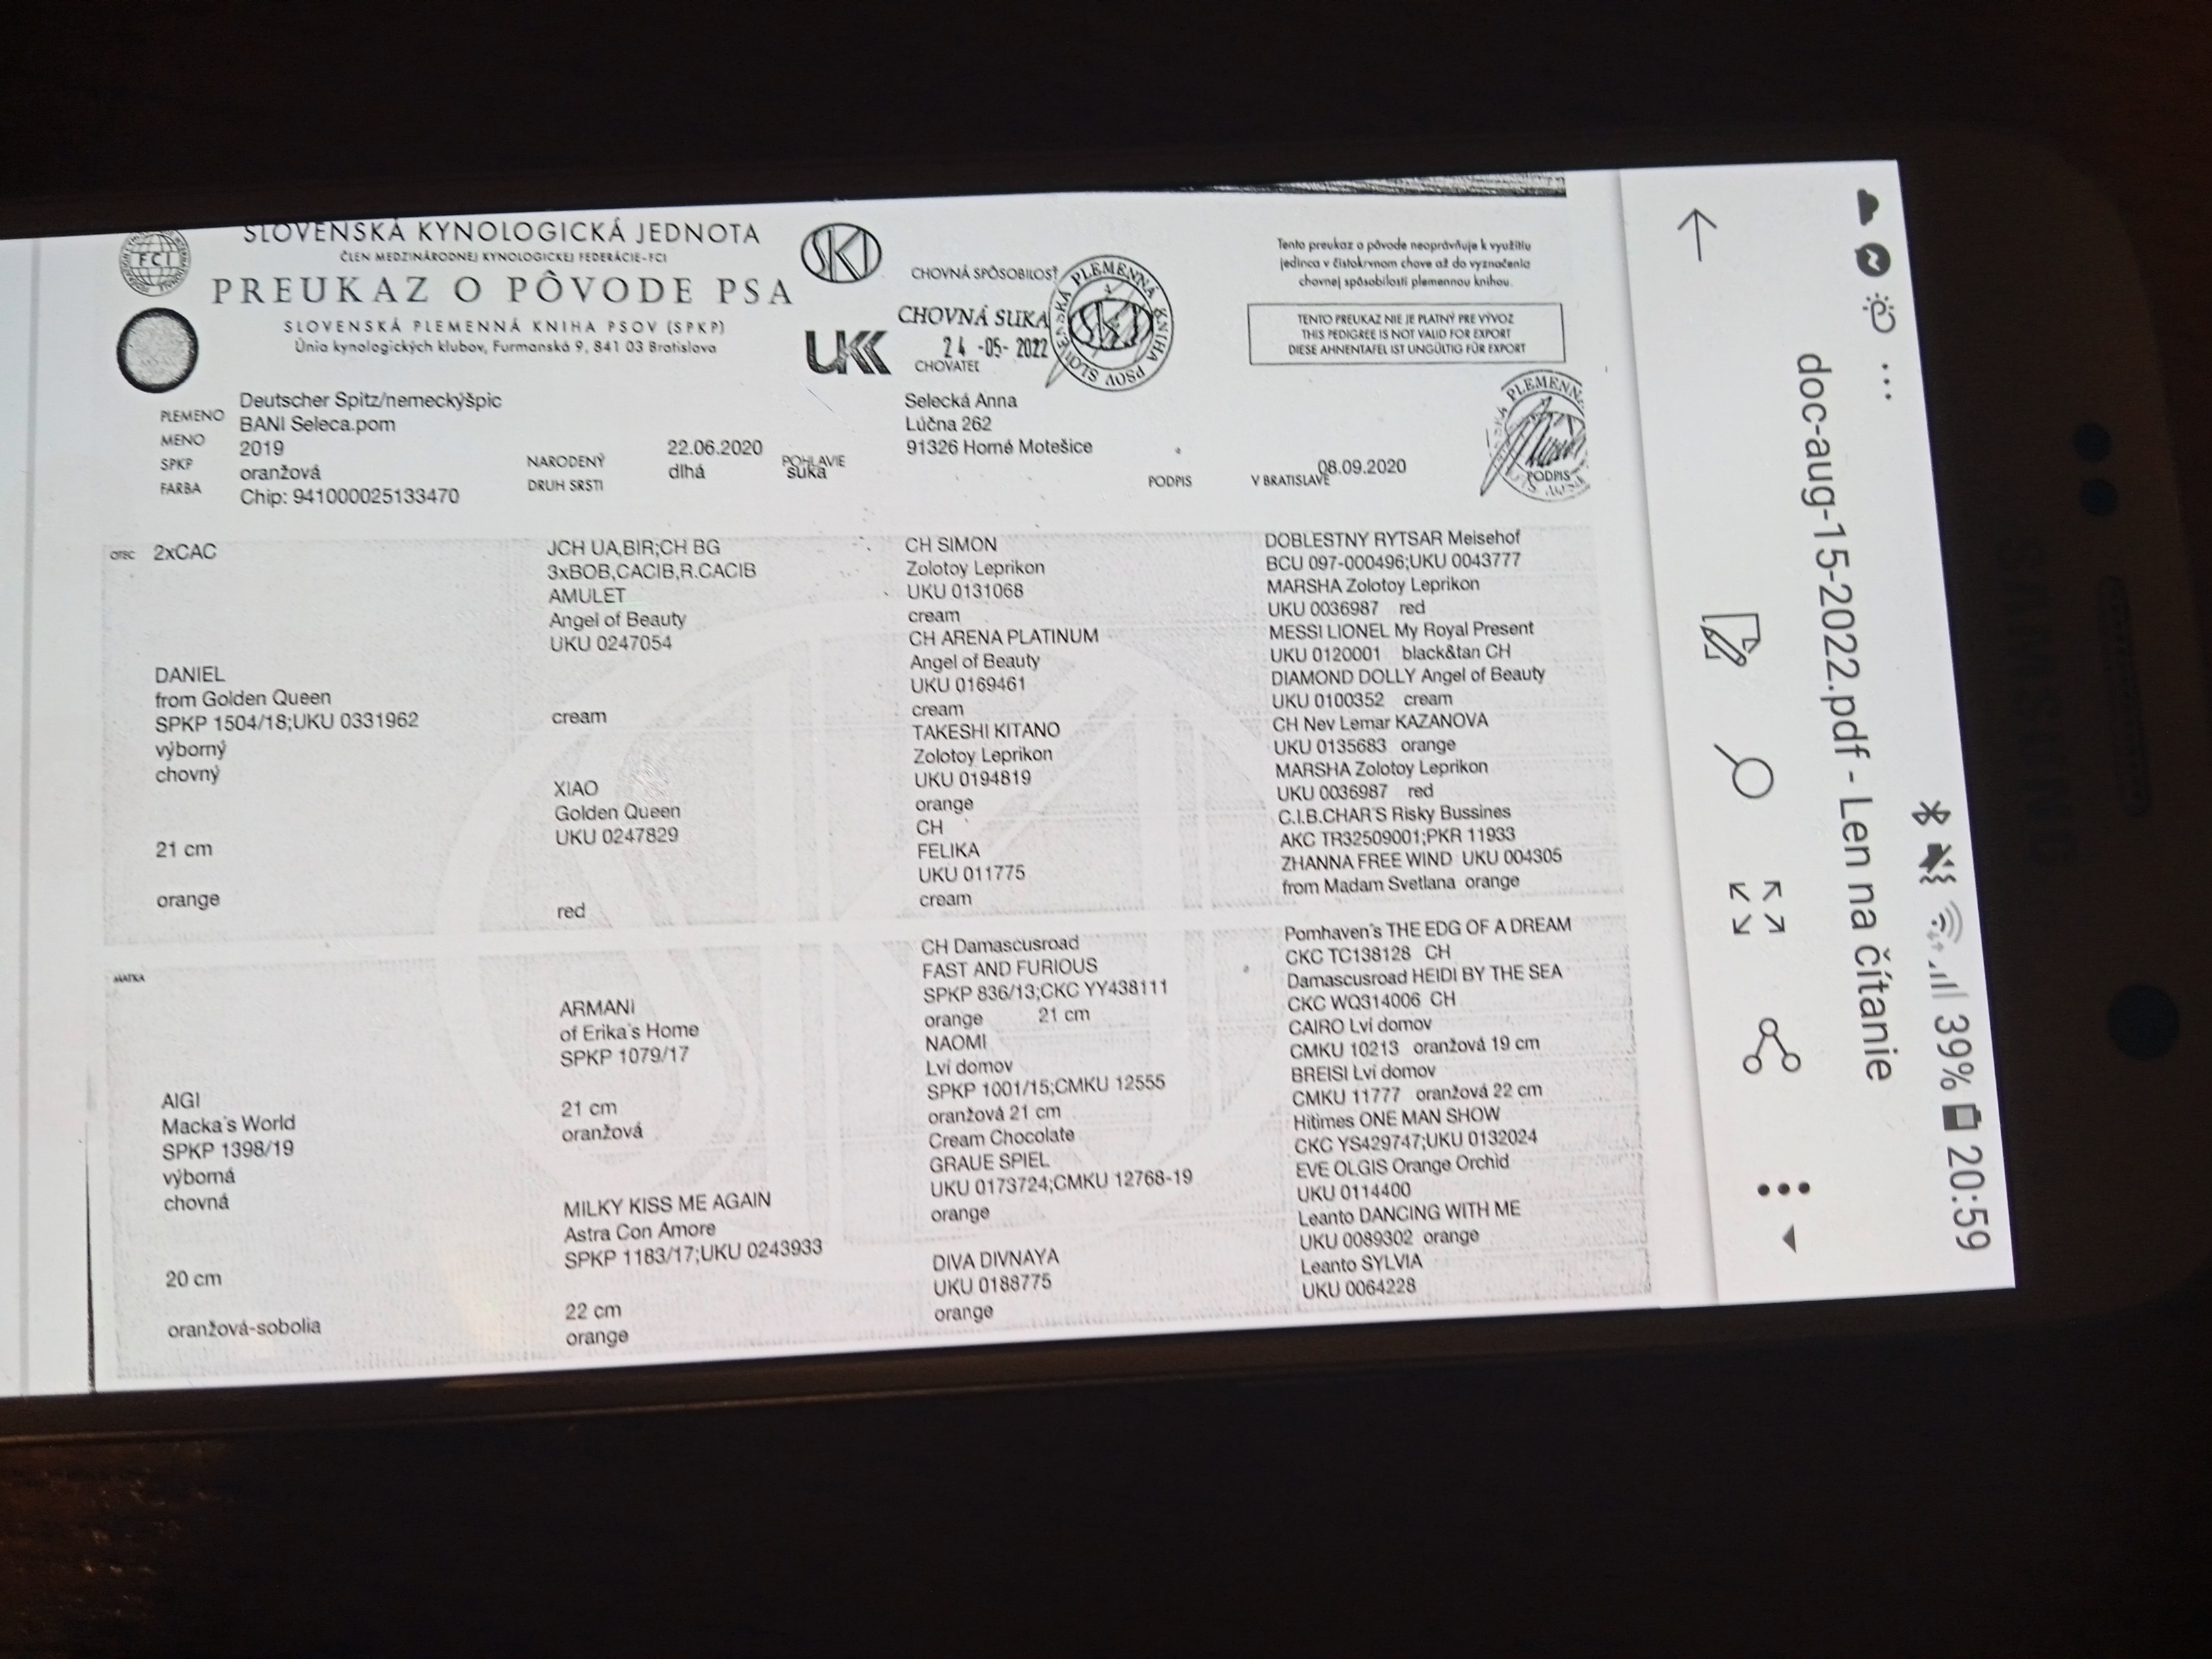 SLOVENSKÁ KYNOLOGICKÁ JEDNOTA
ČLEN MEDZINÁRODNEJ KYNOLOGICKEJ FEDERÁCIE-FCI
PREUKAZ O PÔVODE PSA
SLOVENSKÁ PLEMENNÁ KNIHA PSOV (SPKP)
Únia kynologických klubov, Furmanská 9, 841 03 Bratislava
FCI
SKJ
UKK
CHOVNÁ SPÔSOBILOSŤ
CHOVNÁ SUKA
24 -05- 2022
CHOVATEĽ
SLOVENSKÁ PLEMENNÁ KNIHA PSOV
SKJ
Tento preukaz o pôvode neoprávňuje k využitiu
jedinca v čistokrvnom chove až do vyznačenia
chovnej spôsobilosti plemennou knihou.
TENTO PREUKAZ NIE JE PLATNÝ PRE VÝVOZ
THIS PEDIGREE IS NOT VALID FOR EXPORT
DIESE AHNENTAFEL IST UNGÜLTIG FÜR EXPORT
PLEMENO Deutscher Spitz/nemeckýšpic
MENO BANI Seleca.pom
SPKP 2019
FARBA oranžová
Chip: 941000025133470
NARODENÝ 22.06.2020
DRUH SRSTI dlhá
POHLAVIE suka
Selecká Anna
Lúčna 262
91326 Horné Motešice
PODPIS
V BRATISLAVE 08.09.2020
PLEMENN
PODPIS
OTEC 2xCAC
DANIEL
from Golden Queen
SPKP 1504/18;UKU 0331962
výborný
chovný
21 cm
orange
JCH UA,BIR;CH BG
3xBOB,CACIB,R.CACIB
AMULET
Angel of Beauty
UKU 0247054
cream
XIAO
Golden Queen
UKU 0247829
red
CH SIMON
Zolotoy Leprikon
UKU 0131068
cream
CH ARENA PLATINUM
Angel of Beauty
UKU 0169461
cream
TAKESHI KITANO
Zolotoy Leprikon
UKU 0194819
orange
CH
FELIKA
UKU 011775
cream
DOBLESTNY RYTSAR Meisehof
BCU 097-000496;UKU 0043777
MARSHA Zolotoy Leprikon
UKU 0036987 red
MESSI LIONEL My Royal Present
UKU 0120001 black&tan CH
DIAMOND DOLLY Angel of Beauty
UKU 0100352 cream
CH Nev Lemar KAZANOVA
UKU 0135683 orange
MARSHA Zolotoy Leprikon
UKU 0036987 red
C.I.B.CHAR'S Risky Bussines
AKC TR32509001;PKR 11933
ZHANNA FREE WIND UKU 004305
from Madam Svetlana orange
MATKA
AIGI
Macka's World
SPKP 1398/19
výborná
chovná
20 cm
oranžová-sobolia
ARMANI
of Erika's Home
SPKP 1079/17
21 cm
oranžová
MILKY KISS ME AGAIN
Astra Con Amore
SPKP 1183/17;UKU 0243933
22 cm
orange
CH Damascusroad
FAST AND FURIOUS
SPKP 836/13;CKC YY438111
orange 21 cm
NAOMI
Lví domov
SPKP 1001/15;CMKU 12555
oranžová 21 cm
Cream Chocolate
GRAUE SPIEL
UKU 0173724;CMKU 12768-19
orange
DIVA DIVNAYA
UKU 0188775
orange
Pomhaven's THE EDG OF A DREAM
CKC TC138128 CH
Damascusroad HEIDI BY THE SEA
CKC WQ314006 CH
CAIRO Lví domov
CMKU 10213 oranžová 19 cm
BREISI Lví domov
CMKU 11777 oranžová 22 cm
Hitimes ONE MAN SHOW
CKC YS429747;UKU 0132024
EVE OLGIS Orange Orchid
UKU 0114400
Leanto DANCING WITH ME
UKU 0089302 orange
Leanto SYLVIA
UKU 0064228
doc-aug-15-2022.pdf - Len na čítanie
39% 20:59